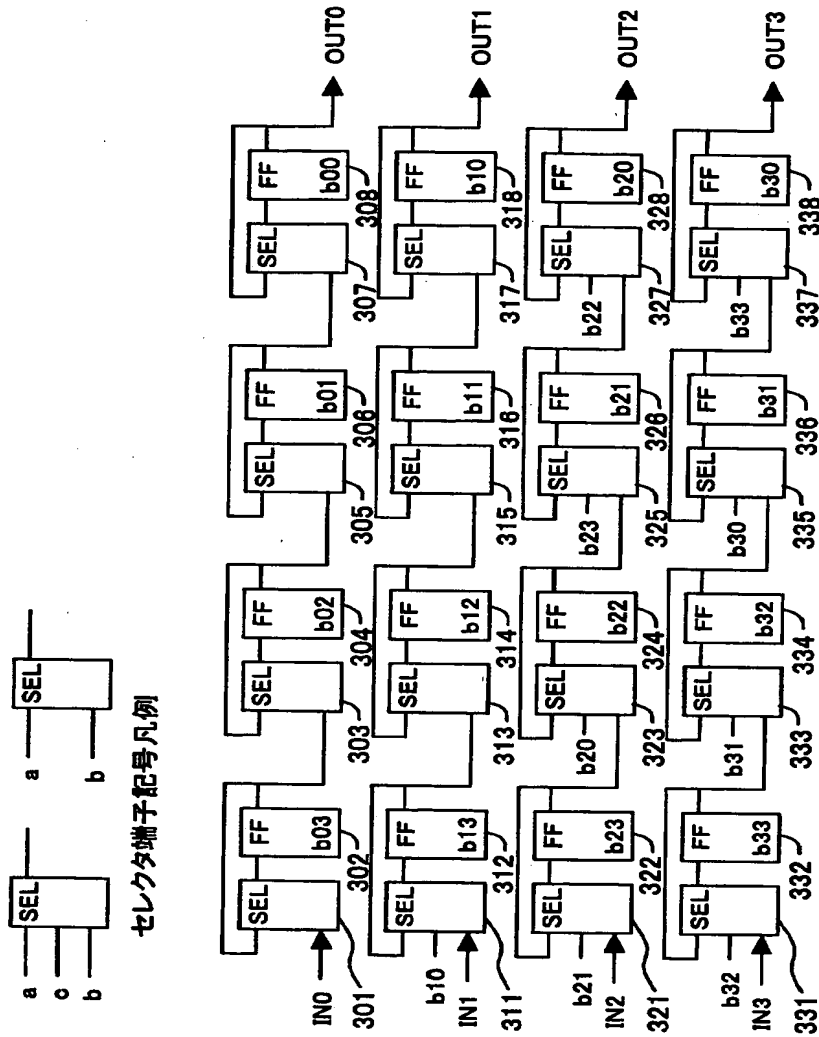 a
SEL
c
b
a
SEL
b
セレクタ端子記号凡例
SEL FF SEL FF SEL FF SEL FF
IN0 b03 b02 b01 b00 OUT0
301 302 303 304 305 306 307 308
SEL FF SEL FF SEL FF SEL FF
b10
IN1 b13 b12 b11 b10 OUT1
311 312 313 314 315 316 317 318
SEL FF SEL FF SEL FF SEL FF
b21 b20 b23 b22
IN2 b23 b22 b21 b20 OUT2
321 322 323 324 325 326 327 328
SEL FF SEL FF SEL FF SEL FF
b32 b31 b30 b33
IN3 b33 b32 b31 b30 OUT3
331 332 333 334 335 336 337 338